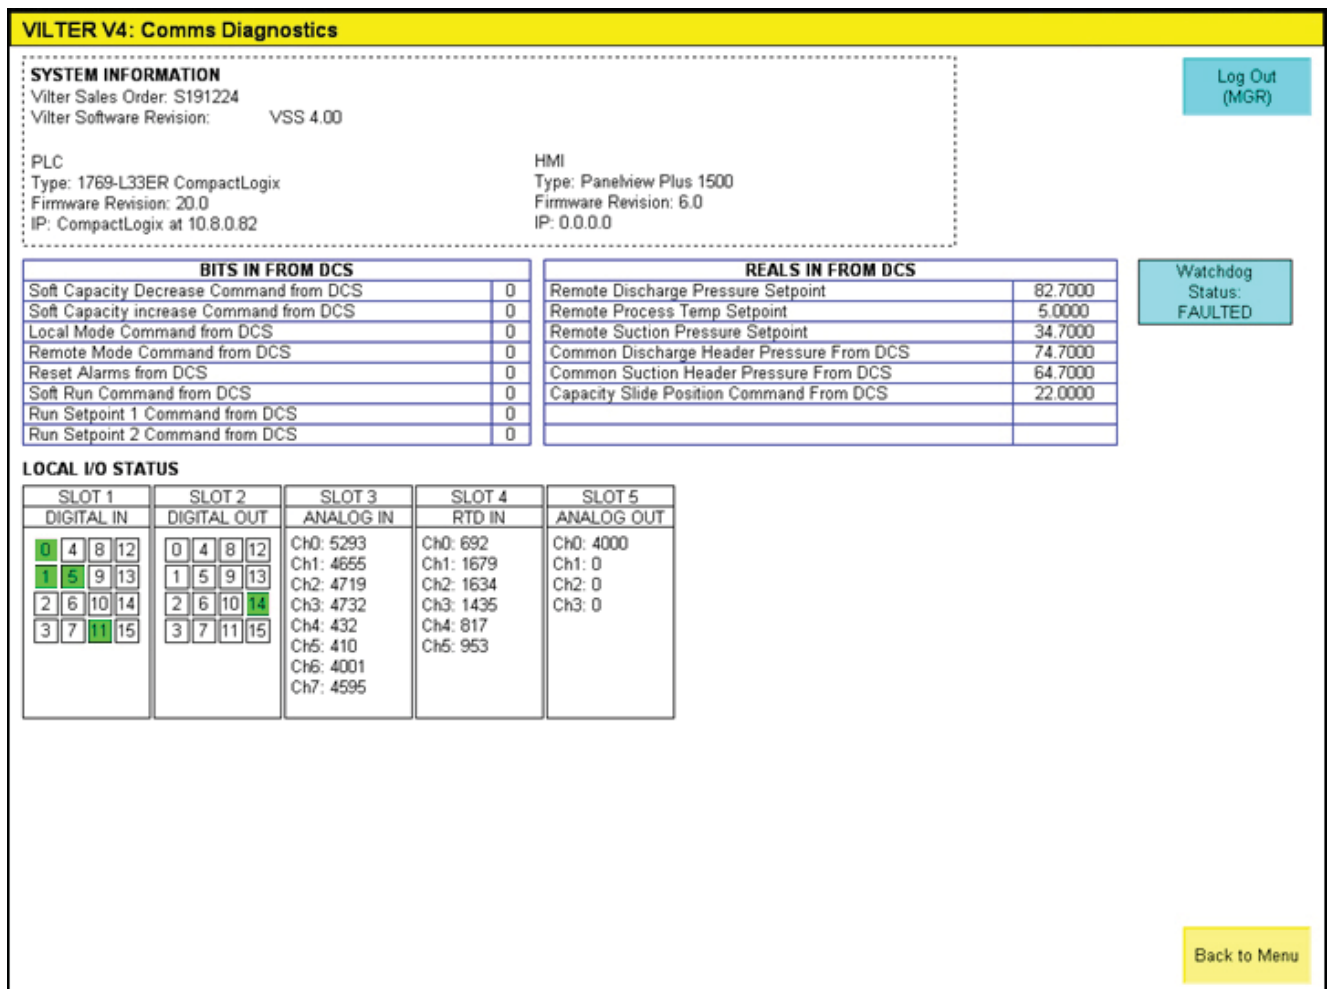 VILTER V4: Comms Diagnostics
SYSTEM INFORMATION
Vilter Sales Order: S191224
Vilter Software Revision: VSS 4.00
Log Out
(MGR)
PLC
Type: 1769-L33ER CompactLogix
Firmware Revision: 20.0
IP: CompactLogix at 10.8.0.82
HMI
Type: Panelview Plus 1500
Firmware Revision: 6.0
IP: 0.0.0.0
BITS IN FROM DCS
Soft Capacity Decrease Command from DCS 0
Soft Capacity increase Command from DCS 0
Local Mode Command from DCS 0
Remote Mode Command from DCS 0
Reset Alarms from DCS 0
Soft Run Command from DCS 0
Run Setpoint 1 Command from DCS 0
Run Setpoint 2 Command from DCS 0
REALS IN FROM DCS
Remote Discharge Pressure Setpoint 82.7000
Remote Process Temp Setpoint 5.0000
Remote Suction Pressure Setpoint 34.7000
Common Discharge Header Pressure From DCS 74.7000
Common Suction Header Pressure From DCS 64.7000
Capacity Slide Position Command From DCS 22.0000
Watchdog
Status:
FAULTED
LOCAL I/O STATUS
SLOT 1
DIGITAL IN
0 4 8 12
1 5 9 13
2 6 10 14
3 7 11 15
SLOT 2
DIGITAL OUT
0 4 8 12
1 5 9 13
2 6 10 14
3 7 11 15
SLOT 3
ANALOG IN
Ch0: 5293
Ch1: 4655
Ch2: 4719
Ch3: 4732
Ch4: 432
Ch5: 410
Ch6: 4001
Ch7: 4595
SLOT 4
RTD IN
Ch0: 692
Ch1: 1679
Ch2: 1634
Ch3: 1435
Ch4: 817
Ch5: 953
SLOT 5
ANALOG OUT
Ch0: 4000
Ch1: 0
Ch2: 0
Ch3: 0
Back to Menu